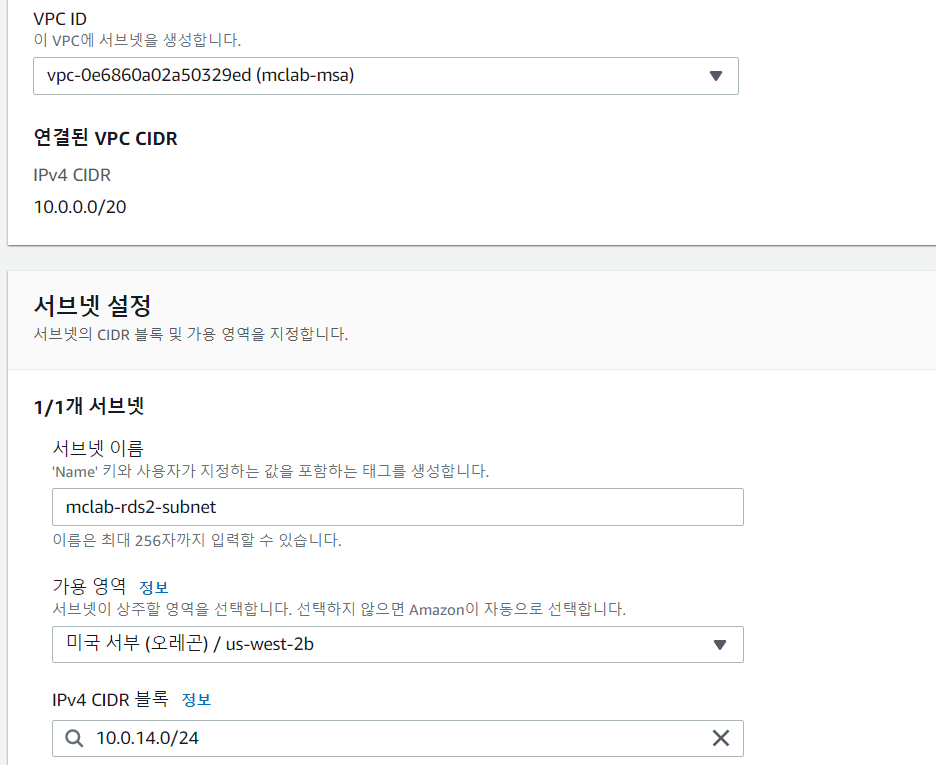 VPC ID
이 VPC에 서브넷을 생성합니다.
vpc-0e6860a02a50329ed (mclab-msa)
연결된 VPC CIDR
IPv4 CIDR
10.0.0.0/20
서브넷 설정
서브넷의 CIDR 블록 및 가용 영역을 지정합니다.
1/1개 서브넷
서브넷 이름
'Name' 키와 사용자가 지정하는 값을 포함하는 태그를 생성합니다.
mclab-rds2-subnet
이름은 최대 256자까지 입력할 수 있습니다.
가용 영역 정보
서브넷이 상주할 영역을 선택합니다. 선택하지 않으면 Amazon이 자동으로 선택합니다.
미국 서부 (오레곤) / us-west-2b
IPv4 CIDR 블록 정보
10.0.14.0/24